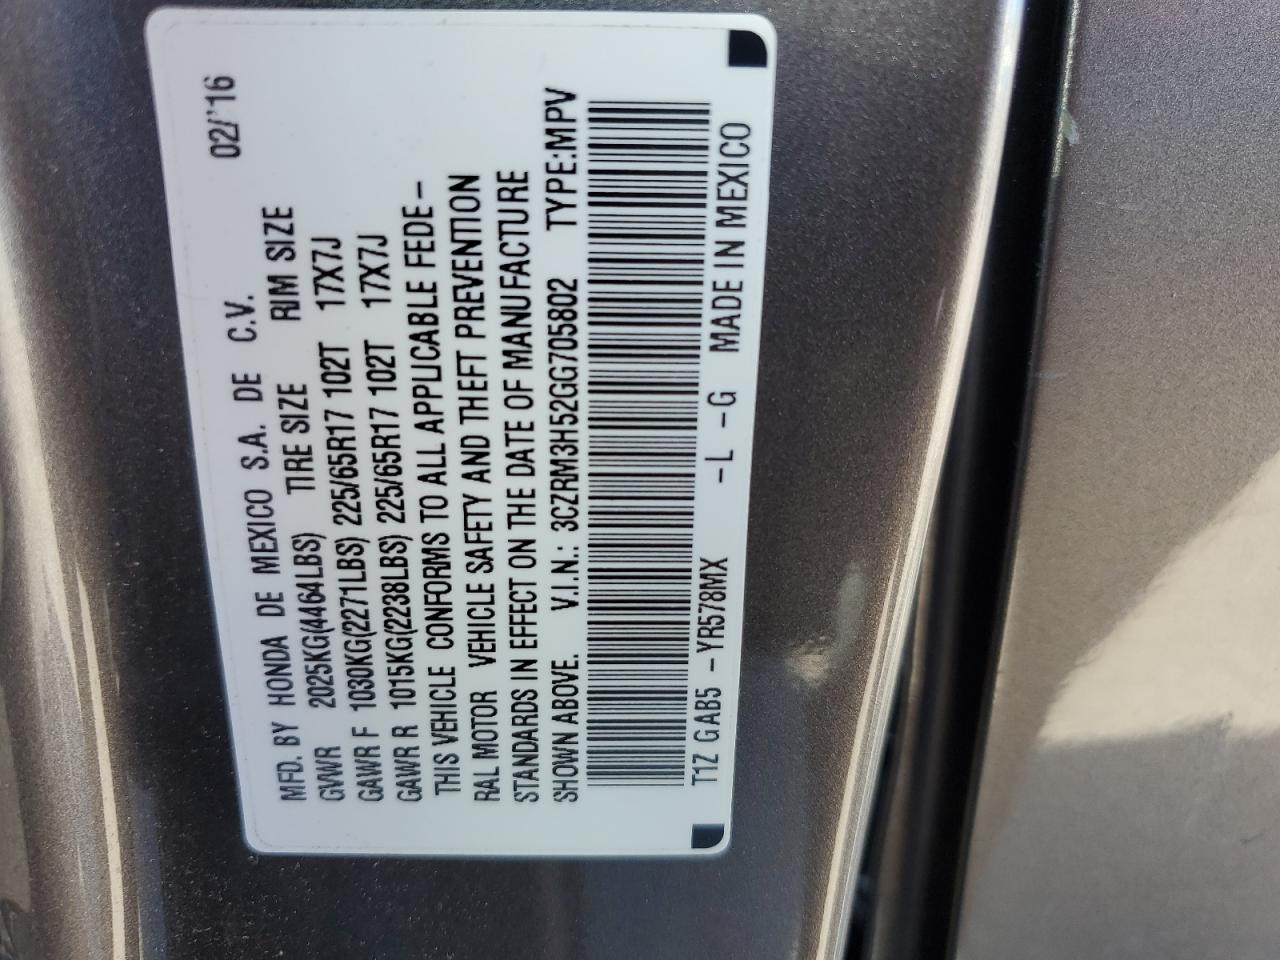 MFD. BY HONDA DE MEXICO S.A. DE C.V. 02/'16
GVWR 2025KG(4464LBS) TIRE SIZE RIM SIZE
GAWR F 1030KG(2271LBS) 225/65R17 102T 17X7J
GAWR R 1015KG(2238LBS) 225/65R17 102T 17X7J
THIS VEHICLE CONFORMS TO ALL APPLICABLE FEDE-
RAL MOTOR VEHICLE SAFETY AND THEFT PREVENTION
STANDARDS IN EFFECT ON THE DATE OF MANUFACTURE
SHOWN ABOVE. V.I.N.: 3CZRM3H52GG705802 TYPE:MPV
T1Z GAB5 -YR578MX -L -G MADE IN MEXICO